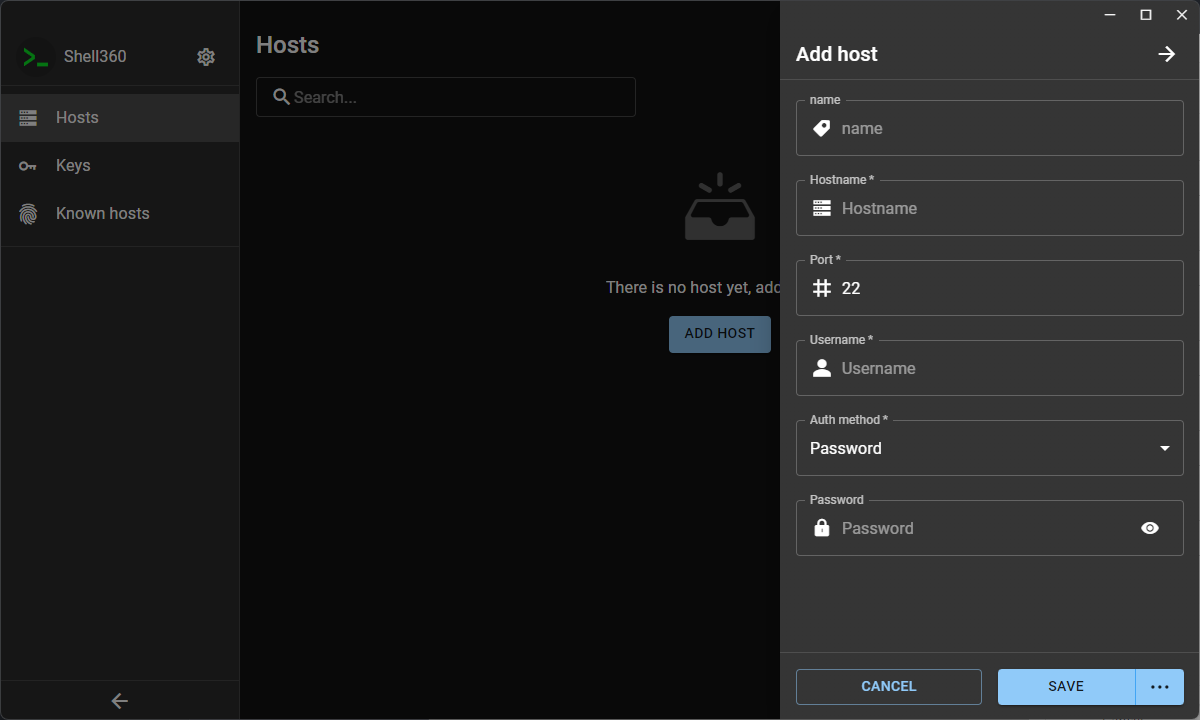 Shell360
Hosts
Keys
Known hosts
Hosts
Search...
There is no host yet, add
ADD HOST
Add host
name
name
Hostname *
Hostname
Port *
22
Username *
Username
Auth method *
Password
Password
Password
CANCEL
SAVE